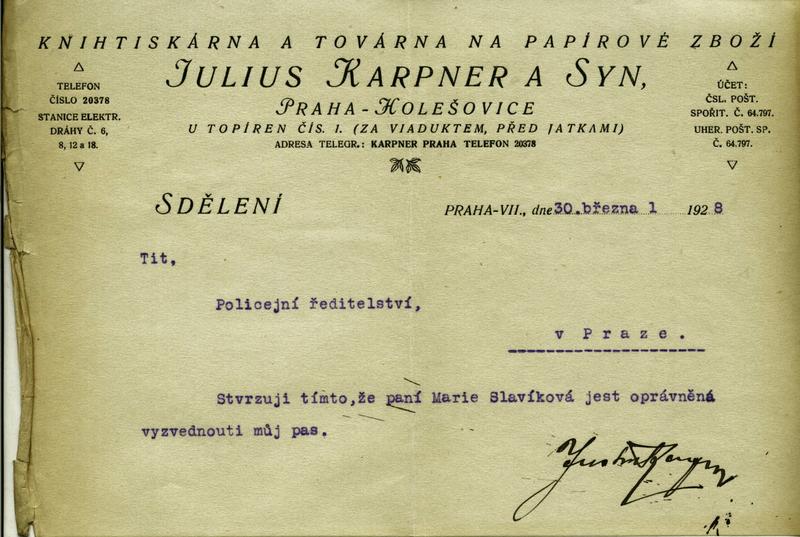 KNIHTISKÁRNA A TOVÁRNA NA PAPÍROVÉ ZBOŽÍ
JULIUS KARPNER A SYN,
PRAHA-HOLEŠOVICE
U TOPÍREN ČÍS. 1. (ZA VIADUKTEM, PŘED JATKAMI)
ADRESA TELEGR.: KARPNER PRAHA TELEFON 20378
TELEFON
ČÍSLO 20378
STANICE ELEKTR.
DRÁHY Č. 6,
8, 12 a 18.
ÚČET:
ČSL. POŠT.
SPOŘIT. Č. 64.797.
UHER. POŠT. SP.
Č. 64.797.
SDĚLENÍ
PRAHA-VII., dne 30.března 1 1928
Tit,
Policejní ředitelství,
v Praze.
Stvrzuji tímto,že paní Marie Slavíková jest oprávněná
vyzvednouti můj pas.